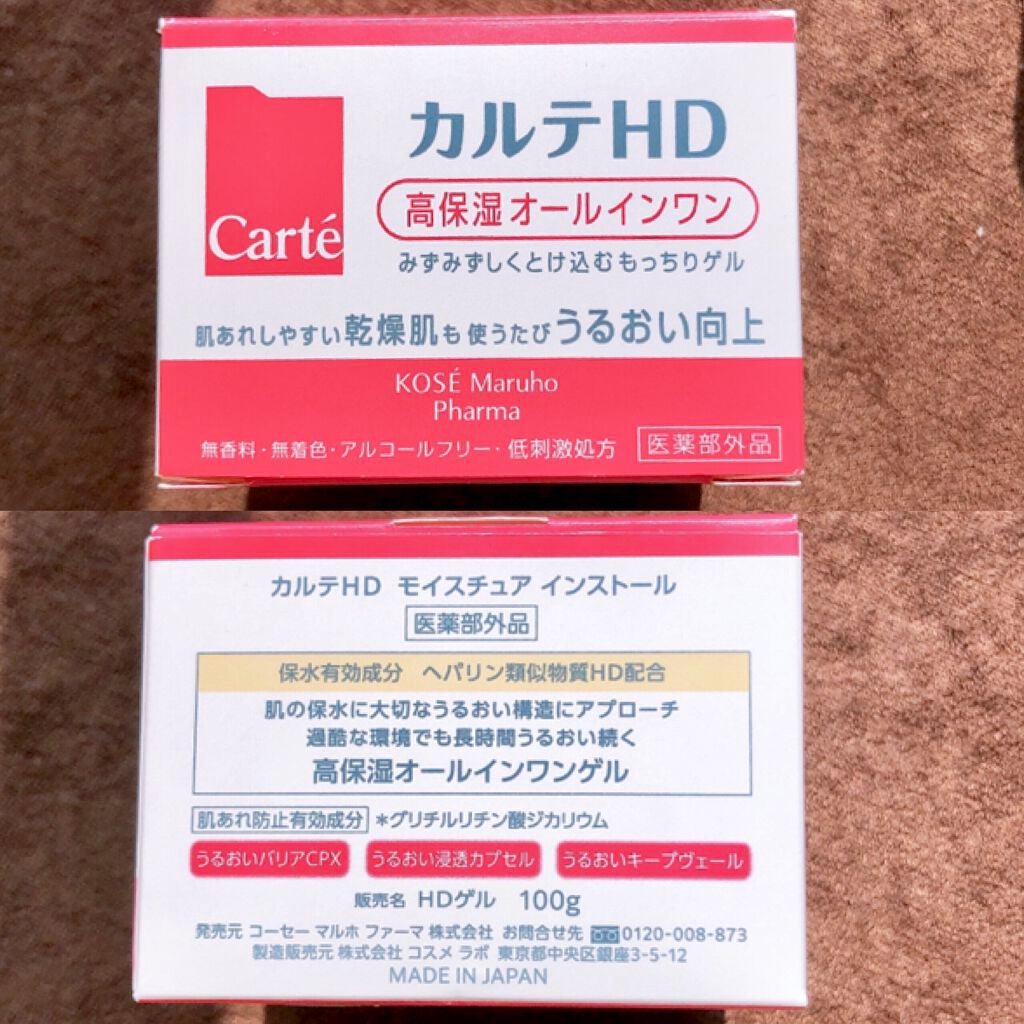 カルテHD
Carté
高保湿オールインワン
みずみずしくとけ込むもっちりゲル
肌あれしやすい乾燥肌も使うたびうるおい向上
KOSÉ Maruho
Pharma
無香料・無着色・アルコールフリー・低刺激処方 医薬部外品
カルテHD モイスチュア インストール
医薬部外品
保水有効成分 ヘパリン類似物質HD配合
肌の保水に大切なうるおい構造にアプローチ
過酷な環境でも長時間うるおい続く
高保湿オールインワンゲル
肌あれ防止有効成分 *グリチルリチン酸ジカリウム
うるおいバリアCPX うるおい浸透カプセル うるおいキープヴェール
販売名 HDゲル 100g
発売元 コーセー マルホ ファーマ 株式会社 お問合せ先 0120-008-873
製造販売元 株式会社 コスメ ラボ 東京都中央区銀座3-5-12
MADE IN JAPAN